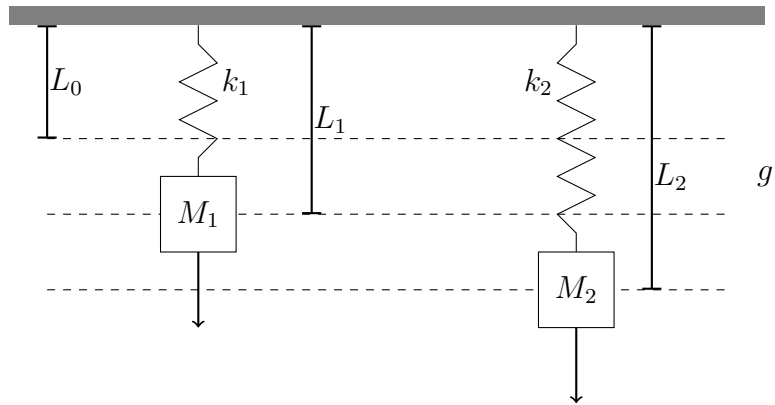 L₀
k₁
L₁
k₂
L₂
g
M₁
M₂